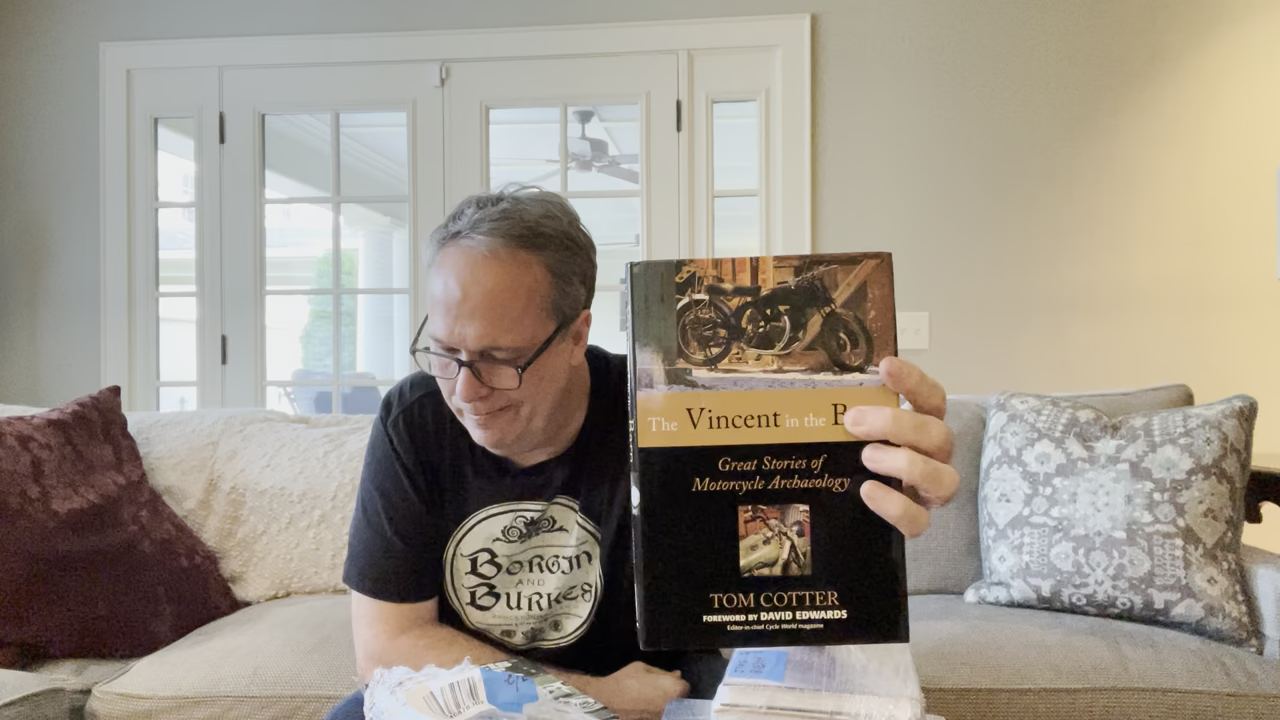 The Vincent in the B
Great Stories of
Motorcycle Archaeology
TOM COTTER
FOREWORD BY DAVID EDWARDS
Editor-in-chief Cycle World magazine
BORGIN
AND
BURKES